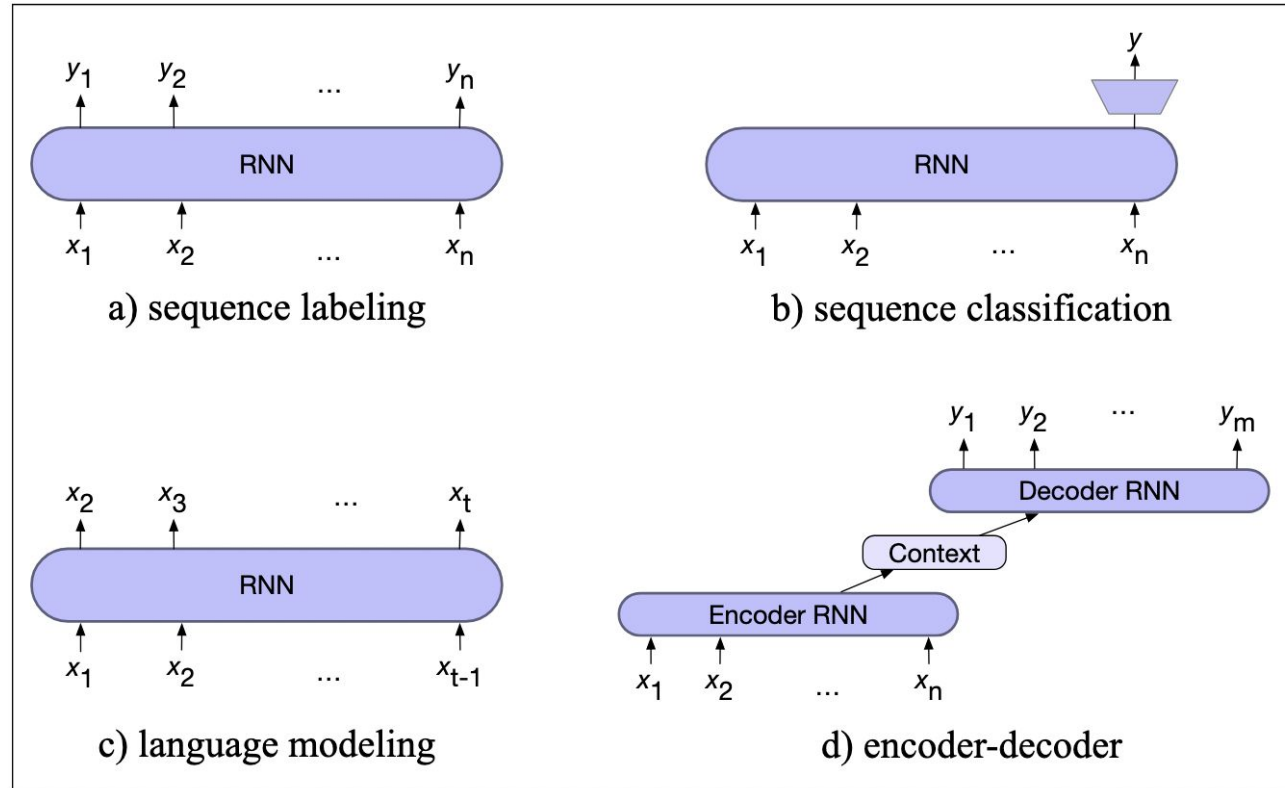 y1 y2 ... yn
RNN
x1 x2 ... xn
a) sequence labeling
y
RNN
x1 x2 ... xn
b) sequence classification
x2 x3 ... xt
RNN
x1 x2 ... xt-1
c) language modeling
y1 y2 ... ym
Decoder RNN
Context
Encoder RNN
x1 x2 ... xn
d) encoder-decoder